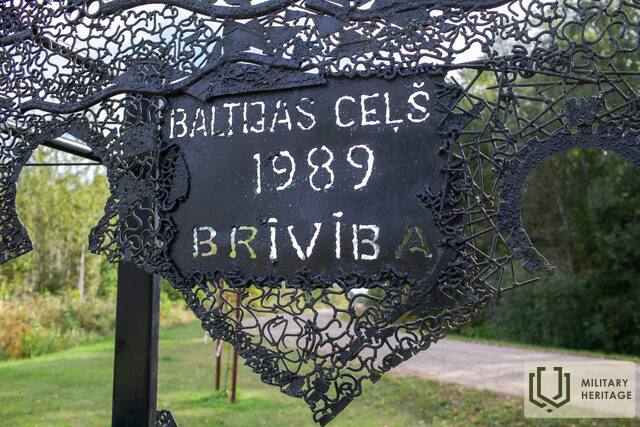 BALTIJAS CEĻŠ
1989
BRĪVĪBA
MILITARY
HERITAGE